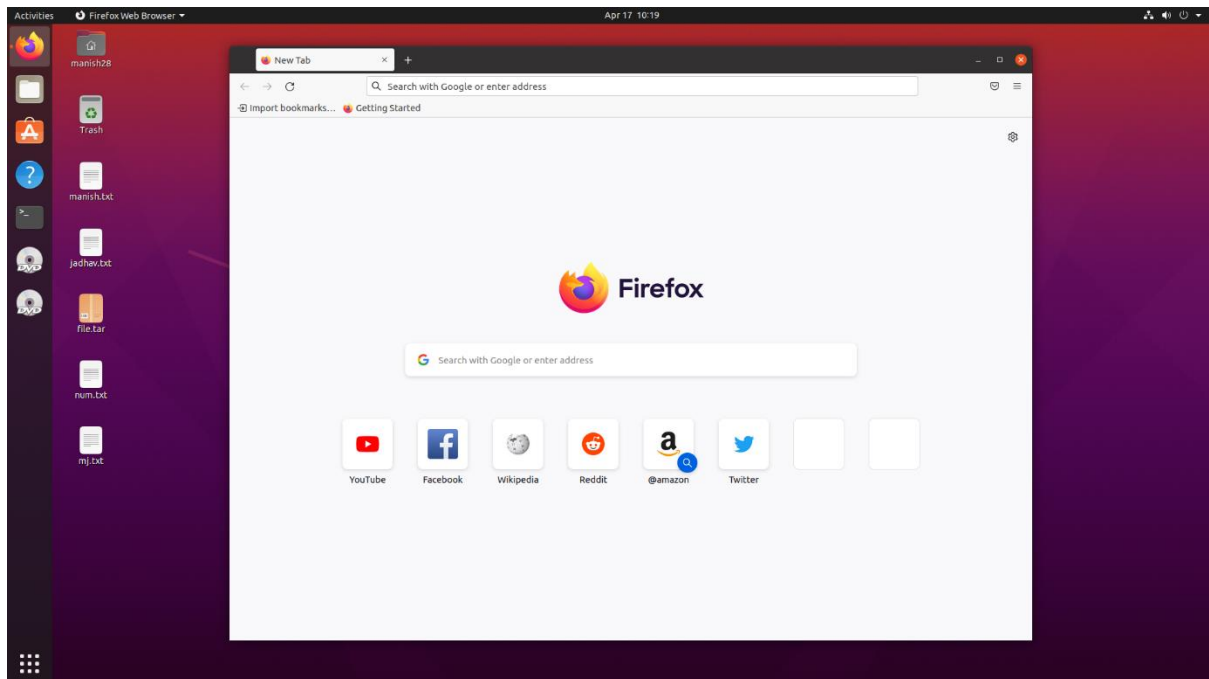 Activities Firefox Web Browser Apr 17 10:19
manish28
Trash
manish.txt
jadhav.txt
file.tar
num.txt
mj.txt
New Tab
Search with Google or enter address
Import bookmarks... Getting Started
Firefox
Search with Google or enter address
YouTube Facebook Wikipedia Reddit @amazon Twitter
DVD
DVD